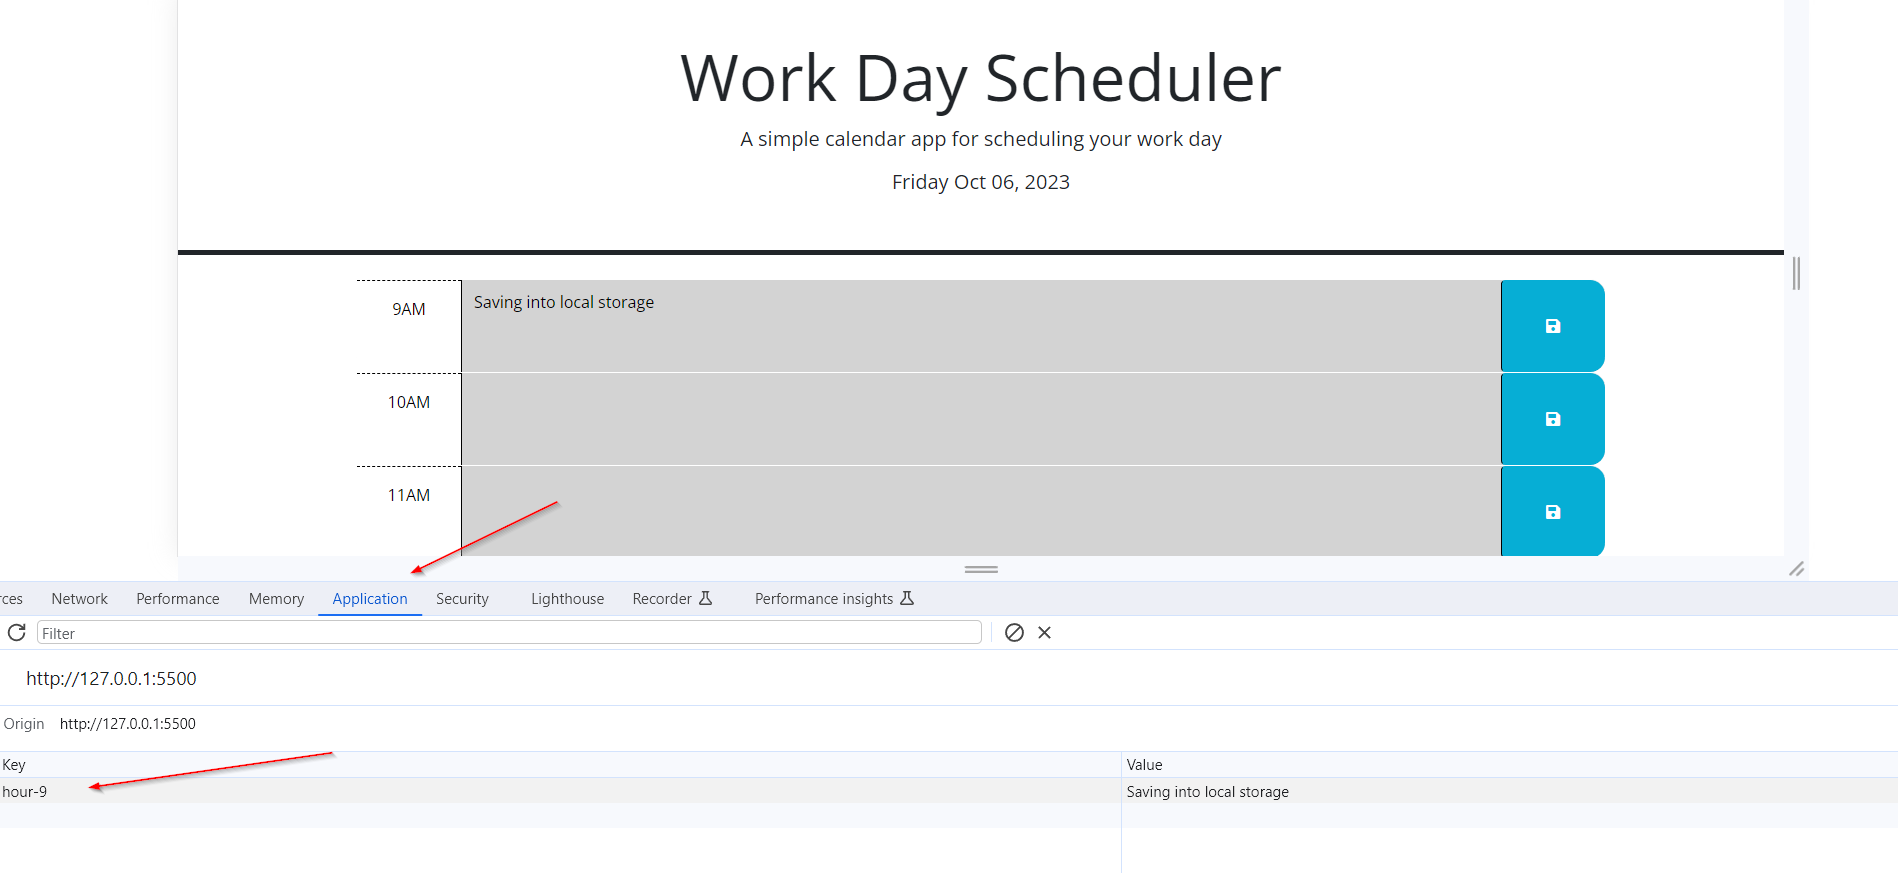 Work Day Scheduler
A simple calendar app for scheduling your work day
Friday Oct 06, 2023
9AM Saving into local storage
10AM
11AM
rces Network Performance Memory Application Security Lighthouse Recorder Performance insights
Filter
http://127.0.0.1:5500
Origin http://127.0.0.1:5500
Key Value
hour-9 Saving into local storage